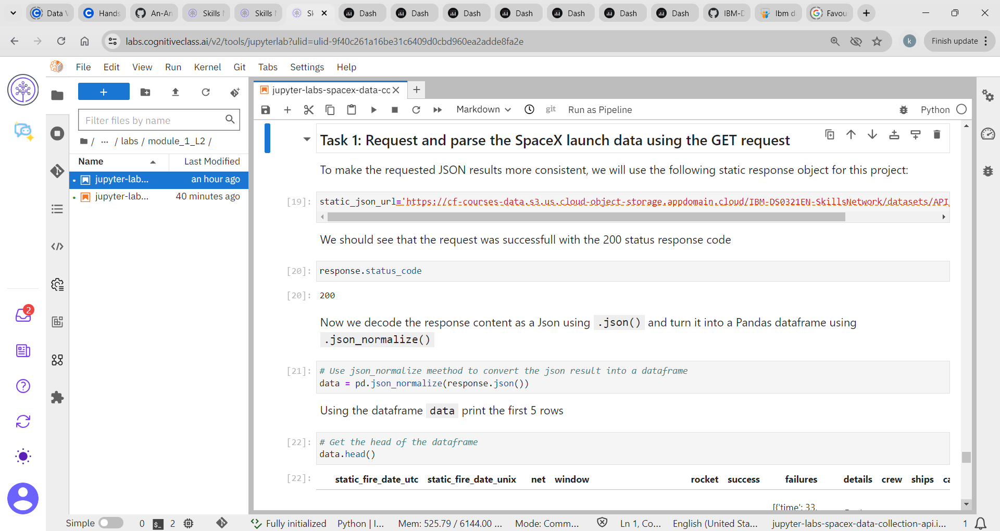 Data V
Hands
An-An
Skills N
Skills N
Sk
Dash
Dash
Dash
Dash
Dash
Dash
Dash
IBM-D
Ibm d
Favou
labs.cognitiveclass.ai/v2/tools/jupyterlab?ulid=ulid-9f40c261a16be31c6409d0cbd960ea2adde8fa2e
k
Finish update
File Edit View Run Kernel Git Tabs Settings Help
jupyter-labs-spacex-data-cc
Filter files by name
Markdown
git
Run as Pipeline
Python
/ ... / labs / module_1_L2 /
Name
Last Modified
jupyter-lab... an hour ago
jupyter-lab... 40 minutes ago
Task 1: Request and parse the SpaceX launch data using the GET request
To make the requested JSON results more consistent, we will use the following static response object for this project:
[19]: static_json_url='https://cf-courses-data.s3.us.cloud-object-storage.appdomain.cloud/IBM-DS0321EN-SkillsNetwork/datasets/API_
We should see that the request was successfull with the 200 status response code
[20]: response.status_code
[20]: 200
Now we decode the response content as a Json using .json() and turn it into a Pandas dataframe using
.json_normalize()
[21]: # Use json_normalize meethod to convert the json result into a dataframe
data = pd.json_normalize(response.json())
Using the dataframe data print the first 5 rows
[22]: # Get the head of the dataframe
data.head()
[22]: static_fire_date_utc static_fire_date_unix net window rocket success failures details crew ships ca
[{'time': 33,
2
Simple 0 2 Fully initialized Python | I... Mem: 525.79 / 6144.00 ... Mode: Comm... Ln 1, Co... English (United Sta... jupyter-labs-spacex-data-collection-api.i... 1